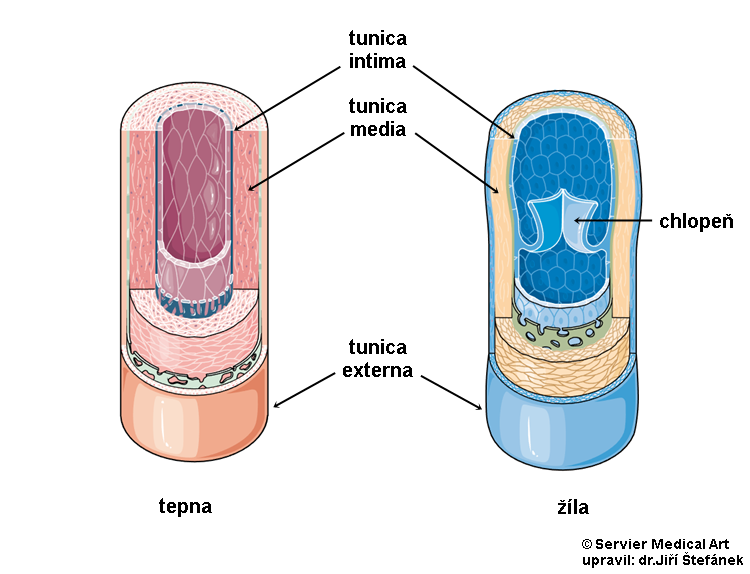 tunica
intima
tunica
media
chlopeň
tunica
externa
tepna
žíla
© Servier Medical Art
upravil: dr.Jiří Štefánek